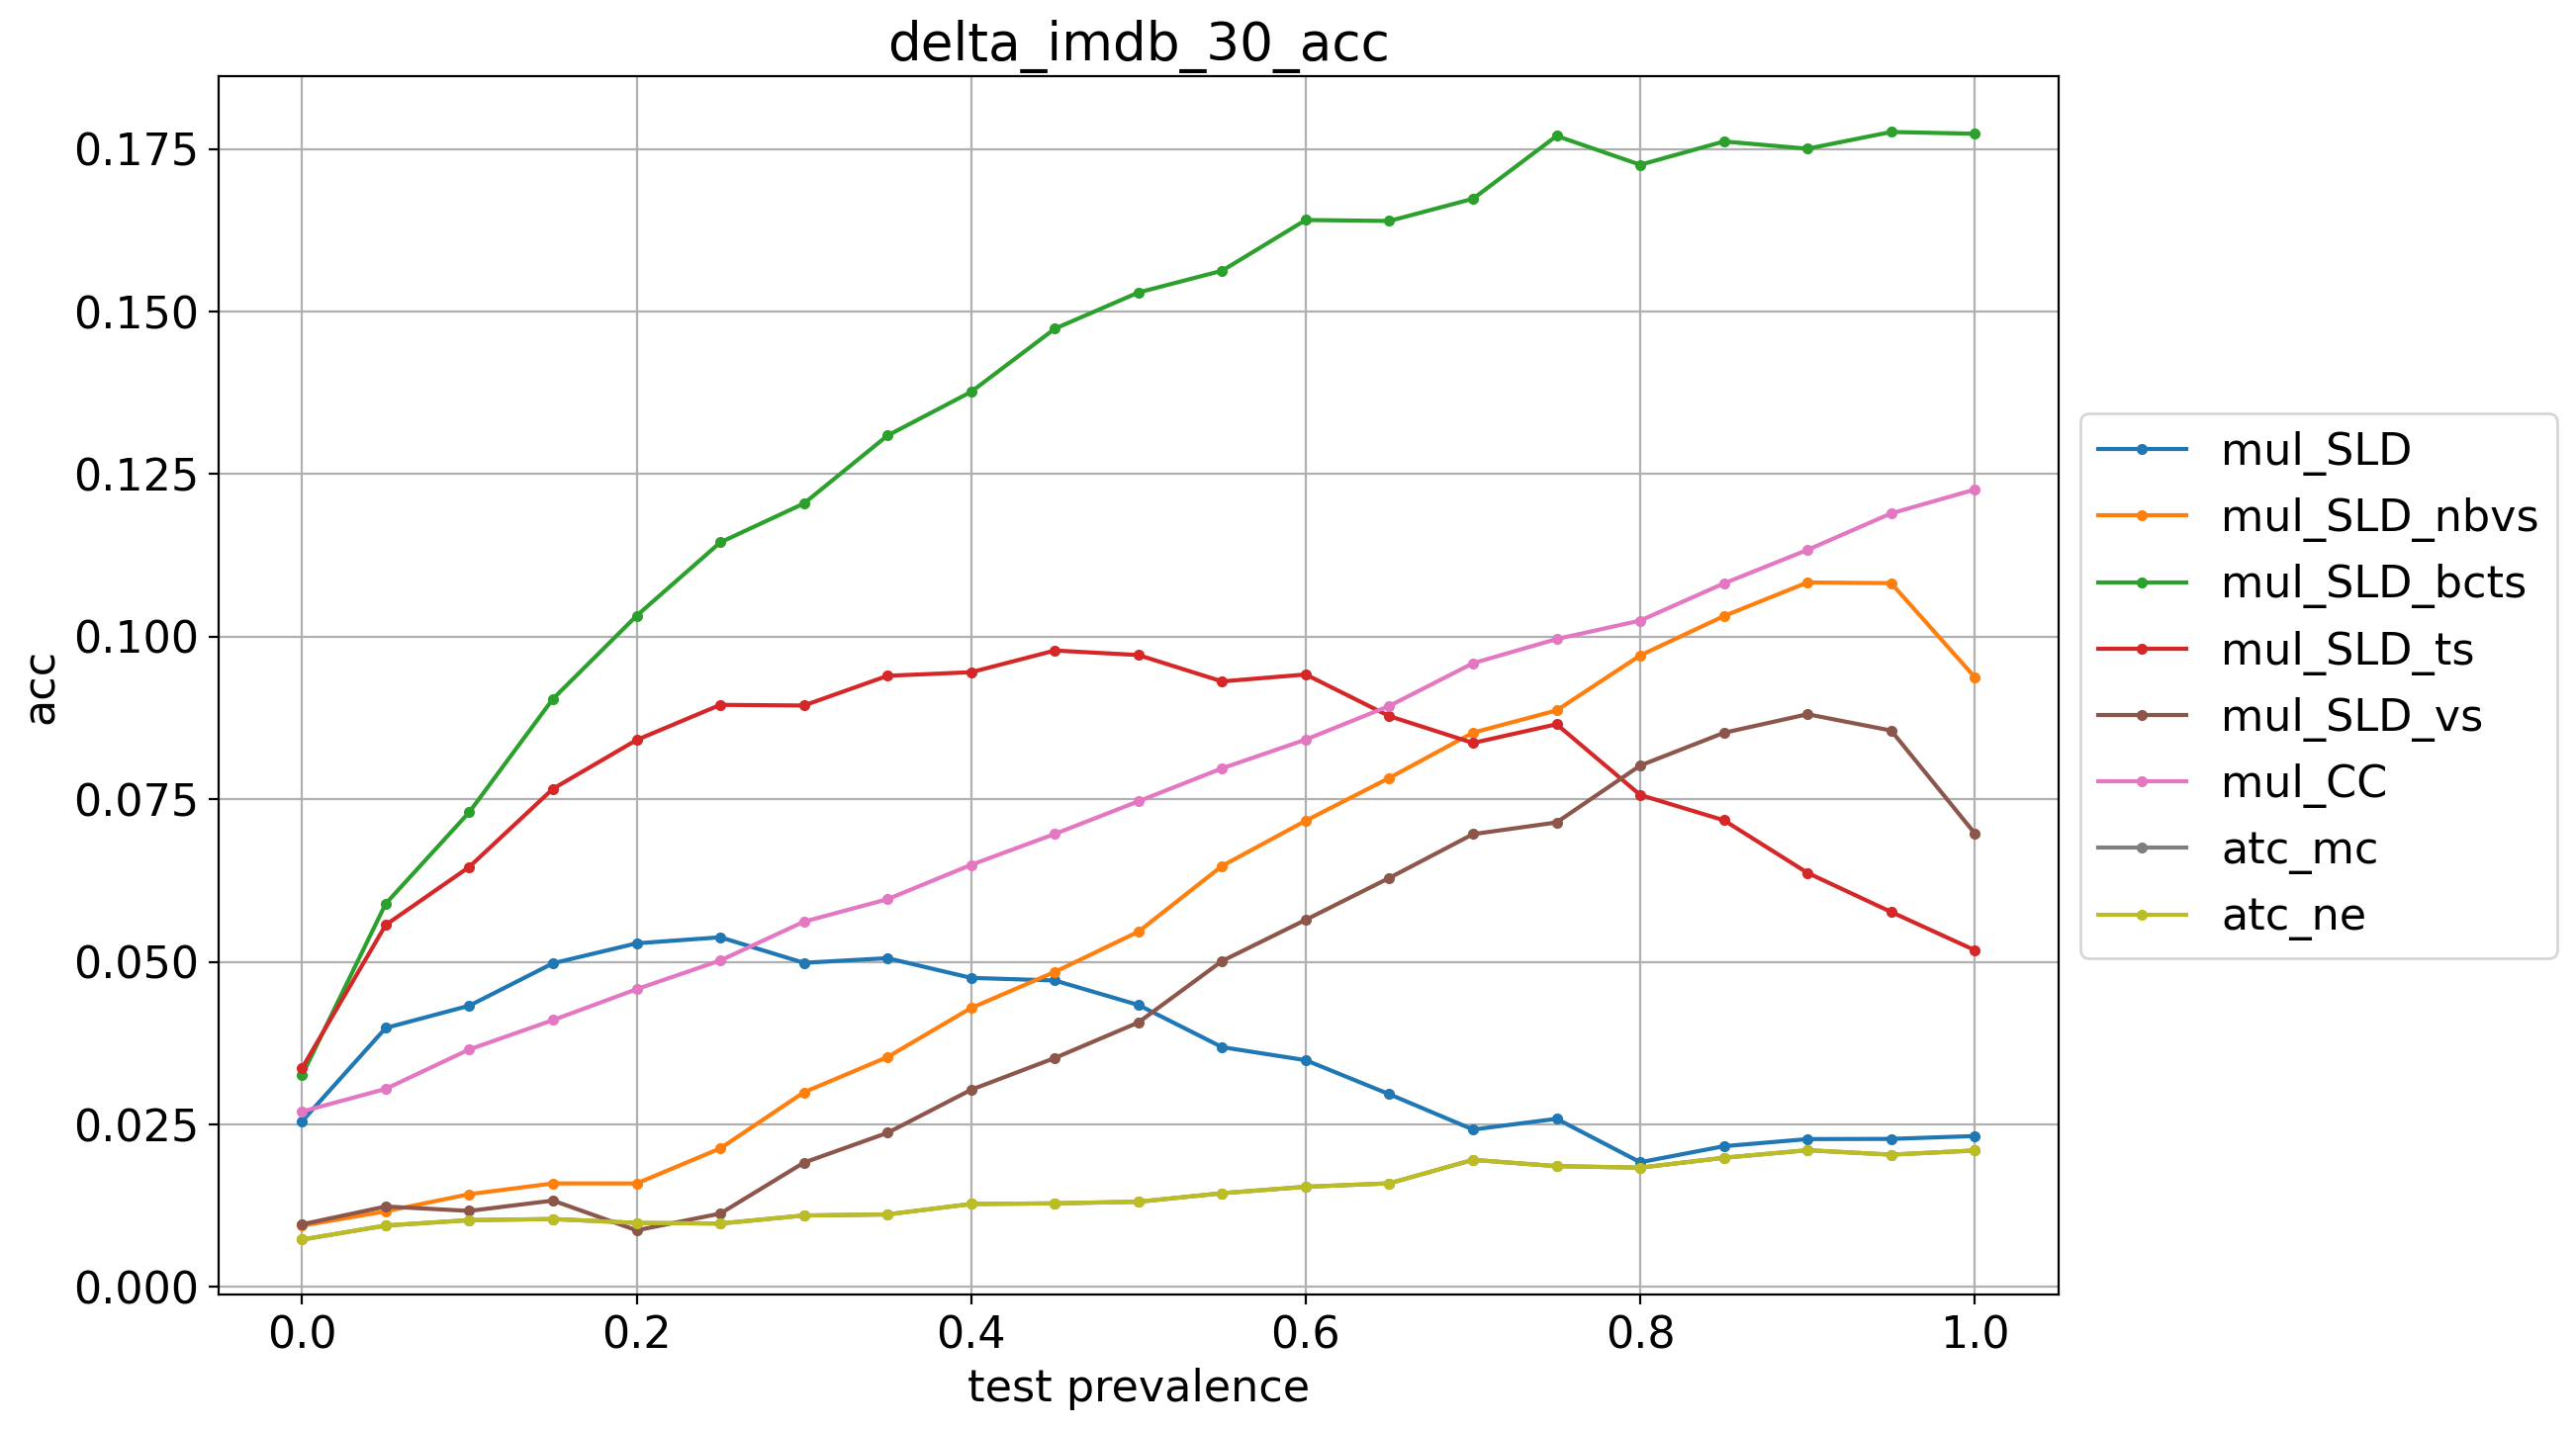 delta_imdb_30_acc
0.175
0.150
0.125
0.100
0.075
0.050
0.025
0.000
acc
0.0 0.2 0.4 0.6 0.8 1.0
test prevalence
mul_SLD
mul_SLD_nbvs
mul_SLD_bcts
mul_SLD_ts
mul_SLD_vs
mul_CC
atc_mc
atc_ne